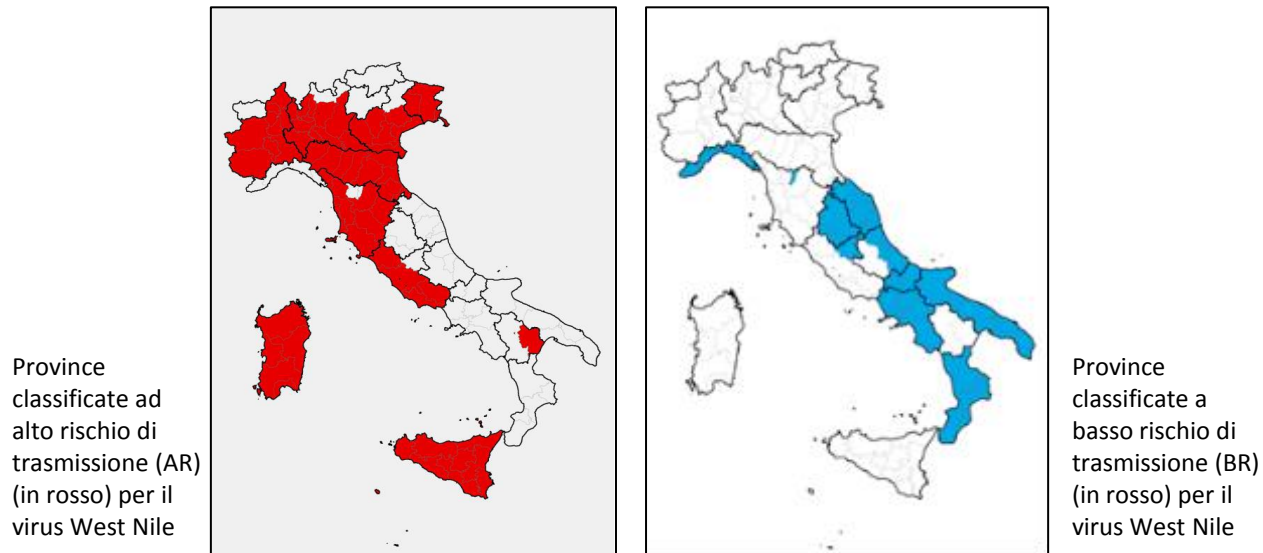 Province
classificate ad
alto rischio di
trasmissione (AR)
(in rosso) per il
virus West Nile
Province
classificate a
basso rischio di
trasmissione (BR)
(in rosso) per il
virus West Nile